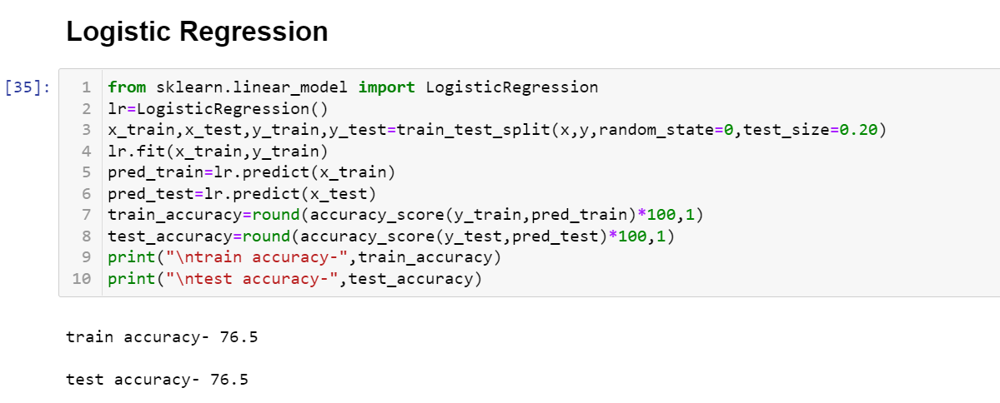 Logistic Regression
[35]:
1 from sklearn.linear_model import LogisticRegression
2 lr=LogisticRegression()
3 x_train,x_test,y_train,y_test=train_test_split(x,y,random_state=0,test_size=0.20)
4 lr.fit(x_train,y_train)
5 pred_train=lr.predict(x_train)
6 pred_test=lr.predict(x_test)
7 train_accuracy=round(accuracy_score(y_train,pred_train)*100,1)
8 test_accuracy=round(accuracy_score(y_test,pred_test)*100,1)
9 print("\ntrain accuracy-",train_accuracy)
10 print("\ntest accuracy-",test_accuracy)
train accuracy- 76.5
test accuracy- 76.5